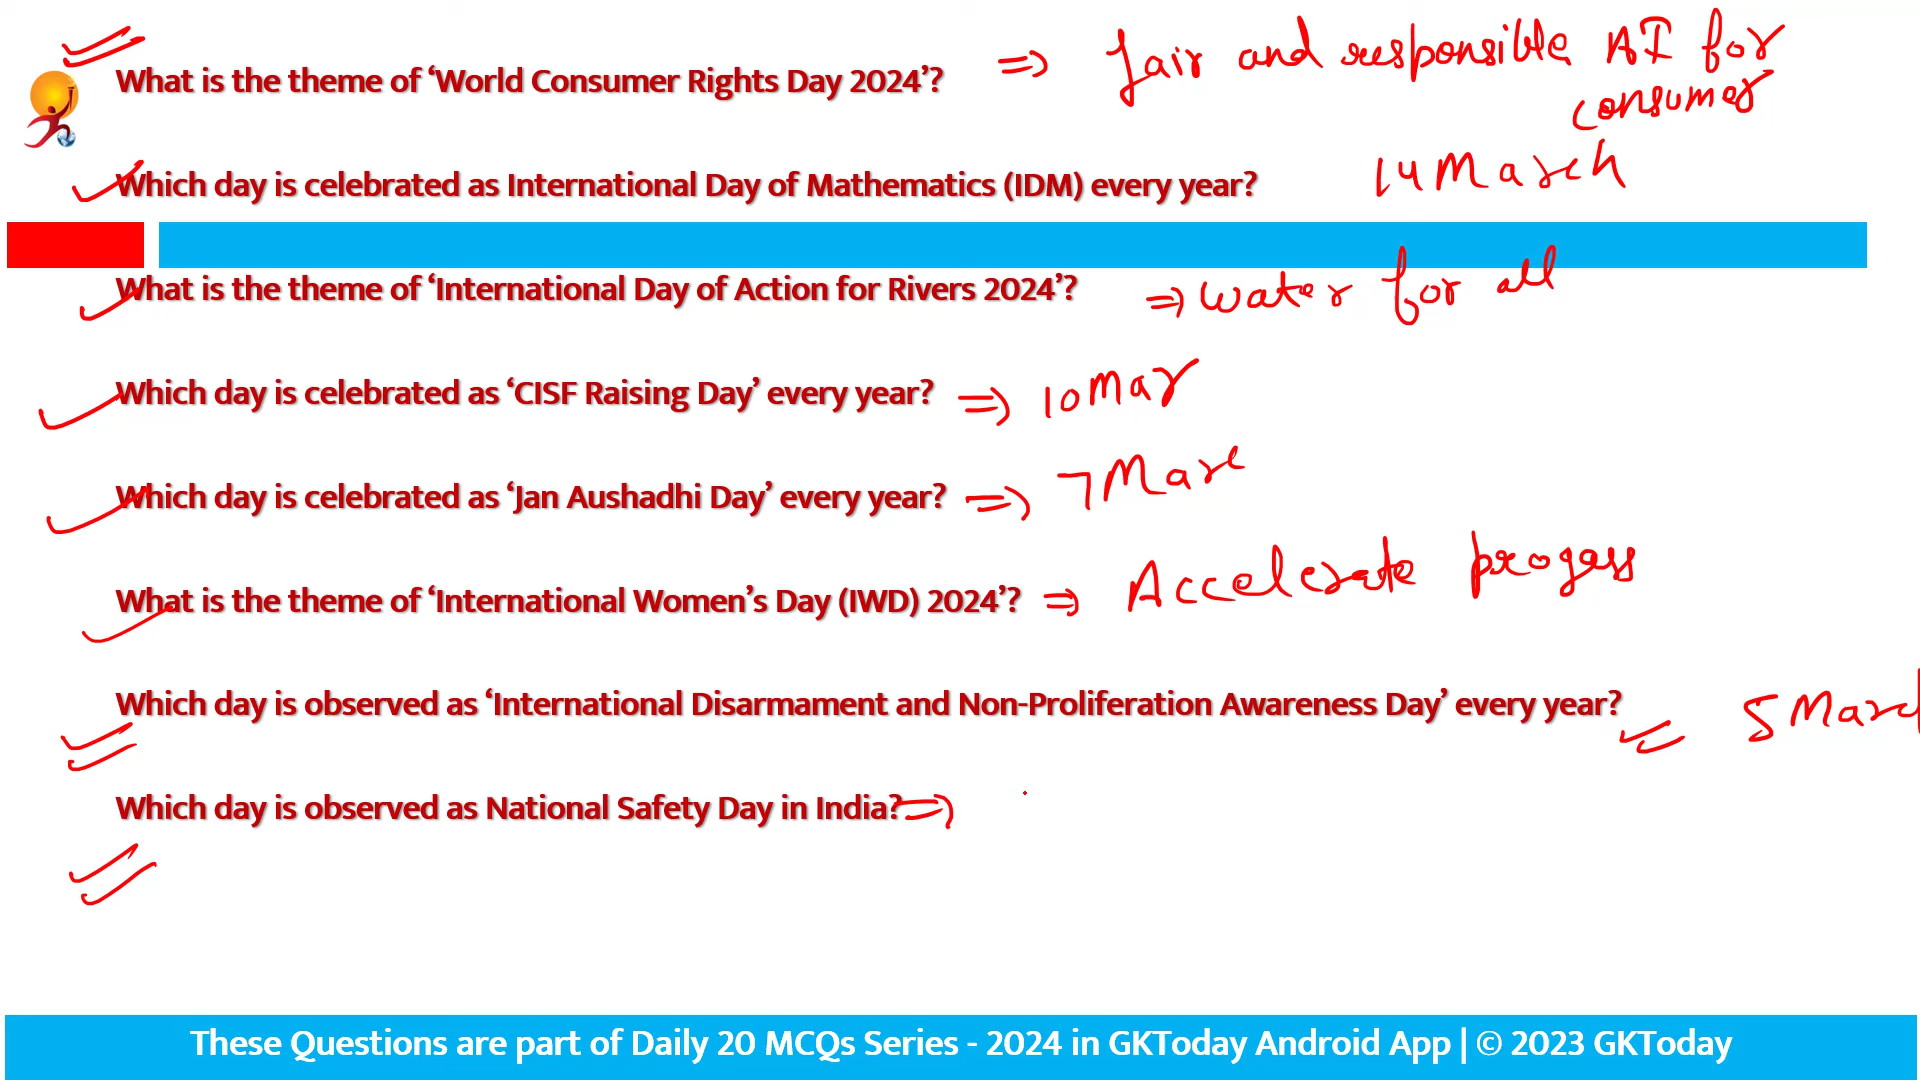 What is the theme of ‘World Consumer Rights Day 2024’? ⇒ fair and responsible AI for
consumer
Which day is celebrated as International Day of Mathematics (IDM) every year? 14 March
What is the theme of ‘International Day of Action for Rivers 2024’? ⇒ water for all
Which day is celebrated as ‘CISF Raising Day’ every year? ⇒ 10 Mar
Which day is celebrated as ‘Jan Aushadhi Day’ every year? ⇒ 7 Marc
What is the theme of ‘International Women’s Day (IWD) 2024’? ⇒ Accelerate progess
Which day is observed as ‘International Disarmament and Non-Proliferation Awareness Day’ every year? 5 March
Which day is observed as National Safety Day in India? ⇒
These Questions are part of Daily 20 MCQs Series - 2024 in GKToday Android App | © 2023 GKToday